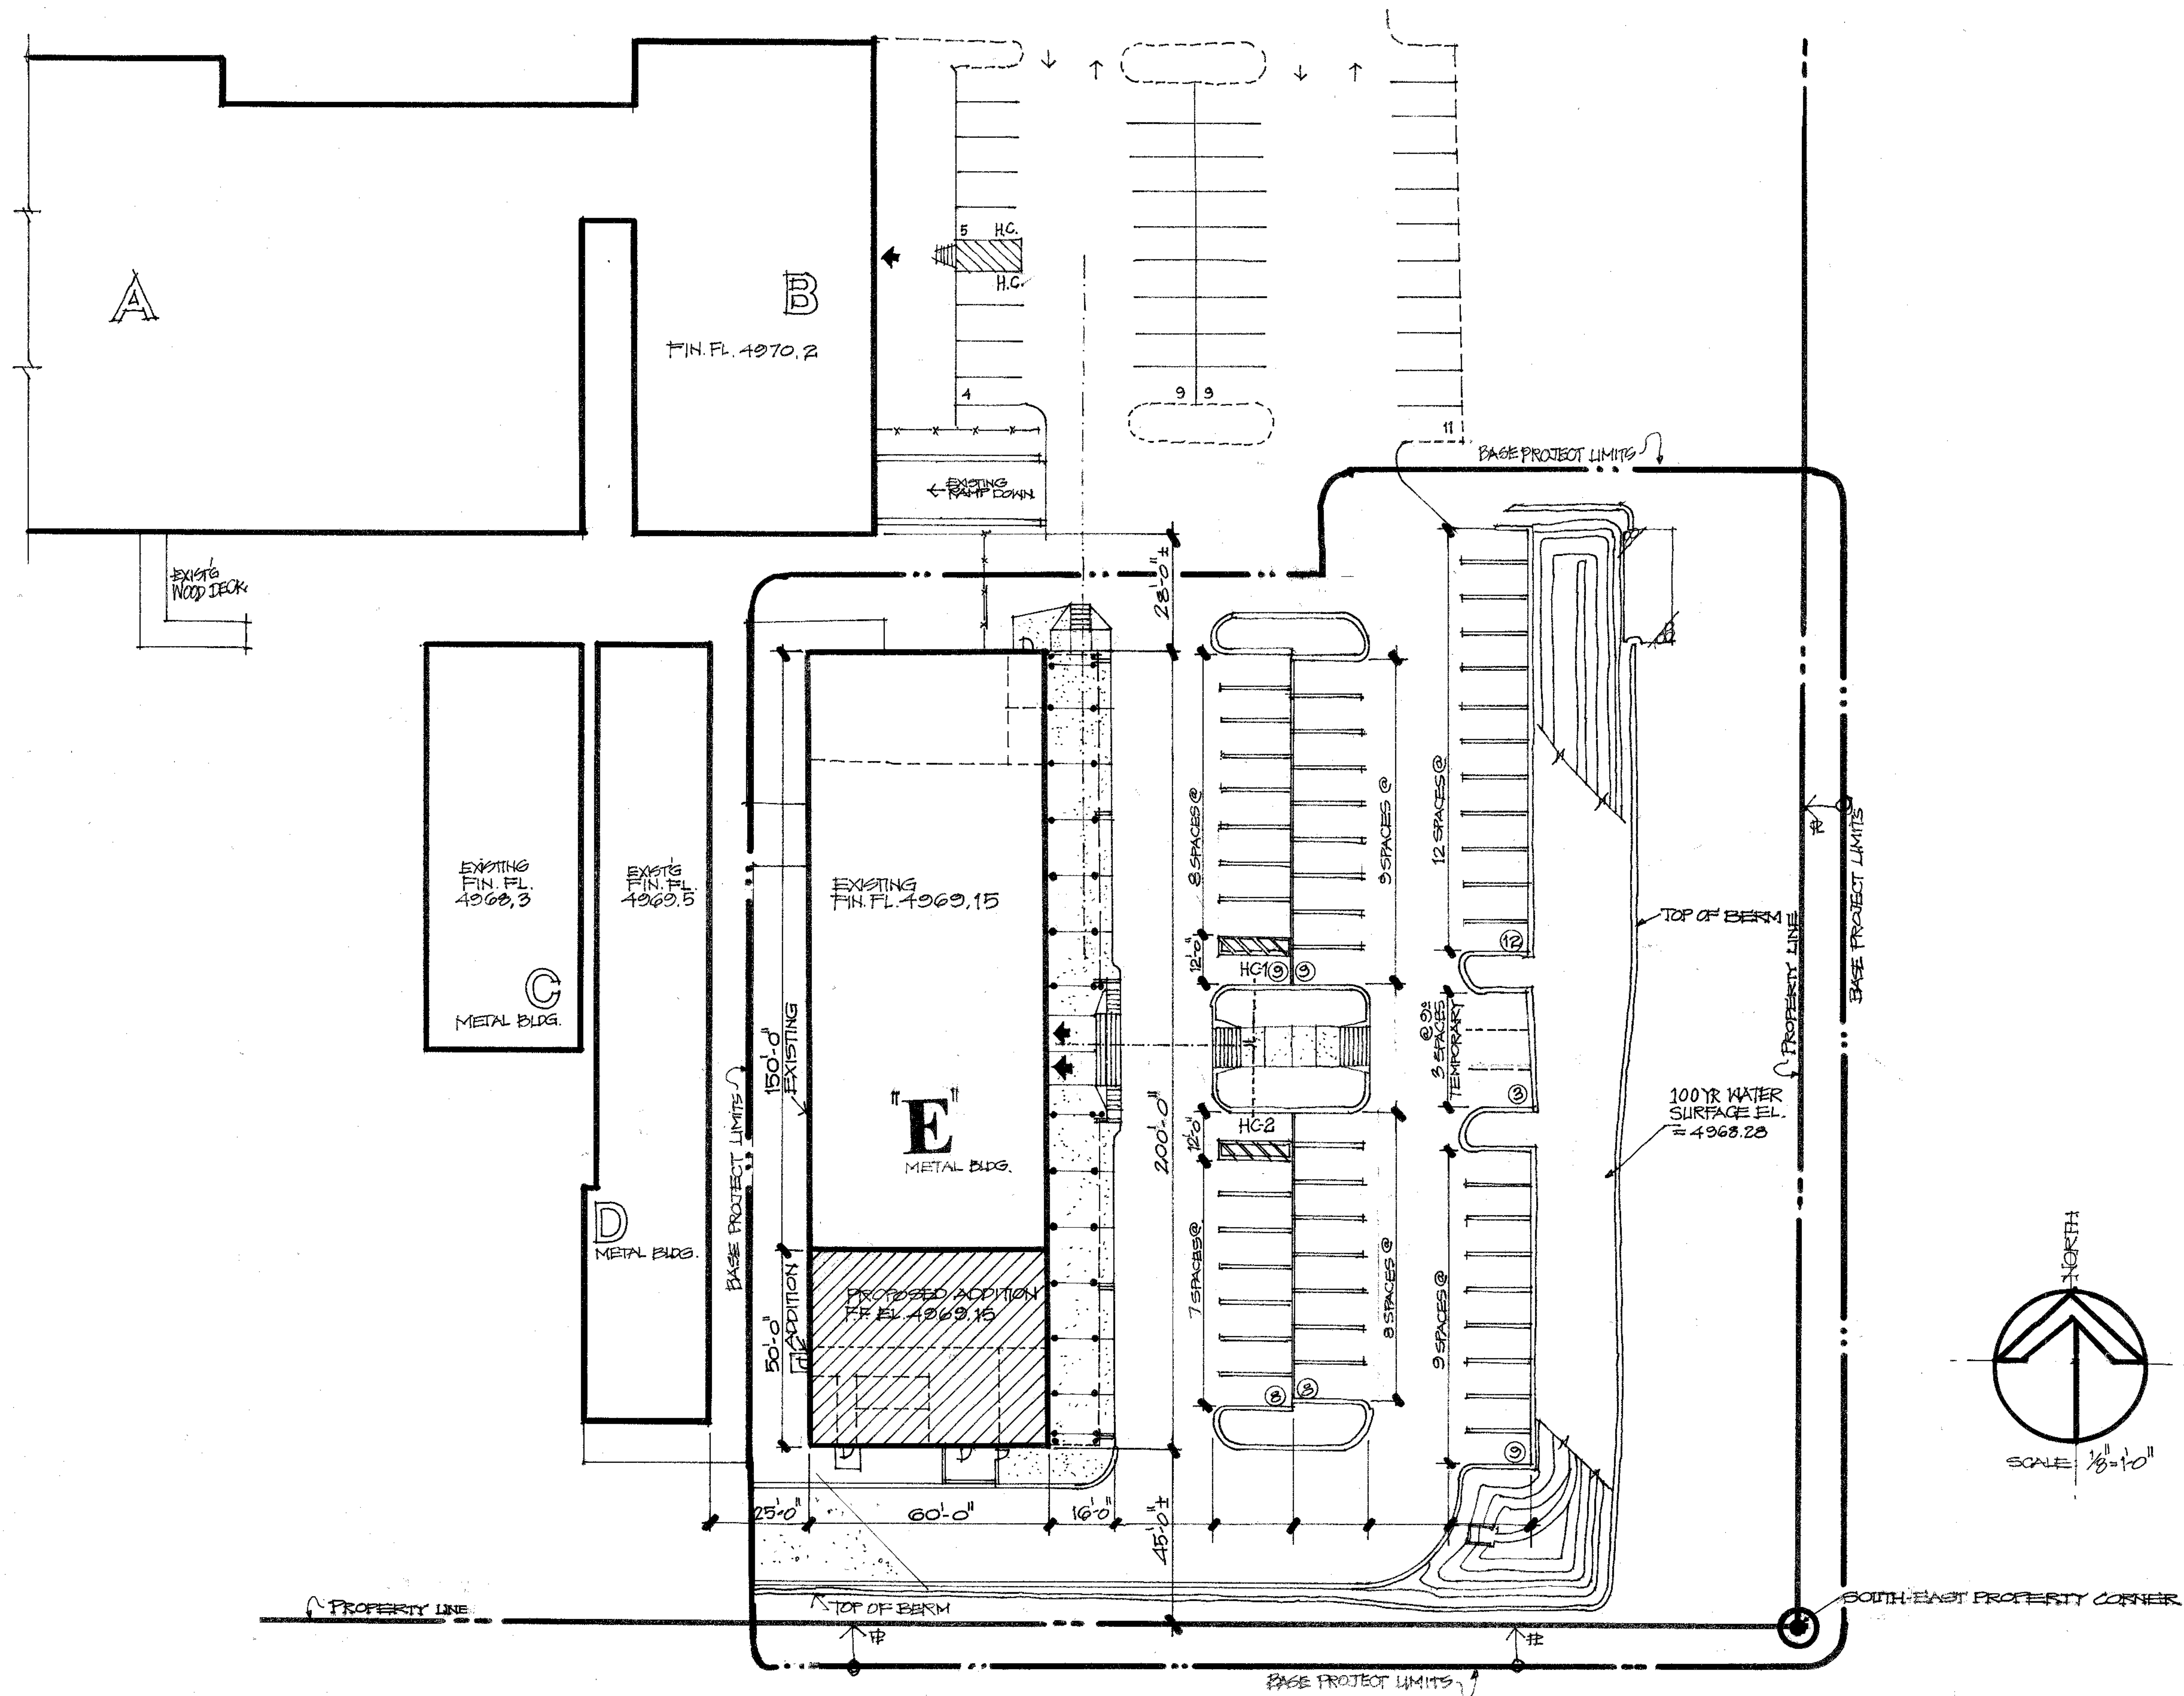 A
B
FIN. FL. 4970.2
5 H.C.
H.C.
4
9 9
11
BASE PROJECT LIMITS
← EXISTING
RAMP DOWN
EXIST'G
WOOD DECK
28'-0" ±
EXISTING
FIN. FL.
4968.3
EXIST'G
FIN. FL.
4969.5
EXISTING
FIN. FL. 4969.15
C
METAL BLDG.
D
METAL BLDG.
"E"
METAL BLDG.
PROPOSED ADDITION
F.F. EL. 4969.15
150'-0"
EXISTING
50'-0"
ADDITION
BASE PROJECT LIMITS
200'-0"
8 SPACES @
12'-0"
HC-1 9 9
9 SPACES @
12 SPACES @
12
3 SPACES
@ 9'=
TEMPORARY
3
HC-2
12'-0"
7 SPACES @
8 SPACES @
9 SPACES @
8 8
9
TOP OF BERM
PROPERTY LINE
BASE PROJECT LIMITS
PL
100 YR WATER
SURFACE EL.
= 4968.28
NORTH
SCALE 1/8"=1'-0"
25'-0" 60'-0" 16'-0"
45'-0" ±
PROPERTY LINE
TOP OF BERM
PL
PL
SOUTH-EAST PROPERTY CORNER
BASE PROJECT LIMITS